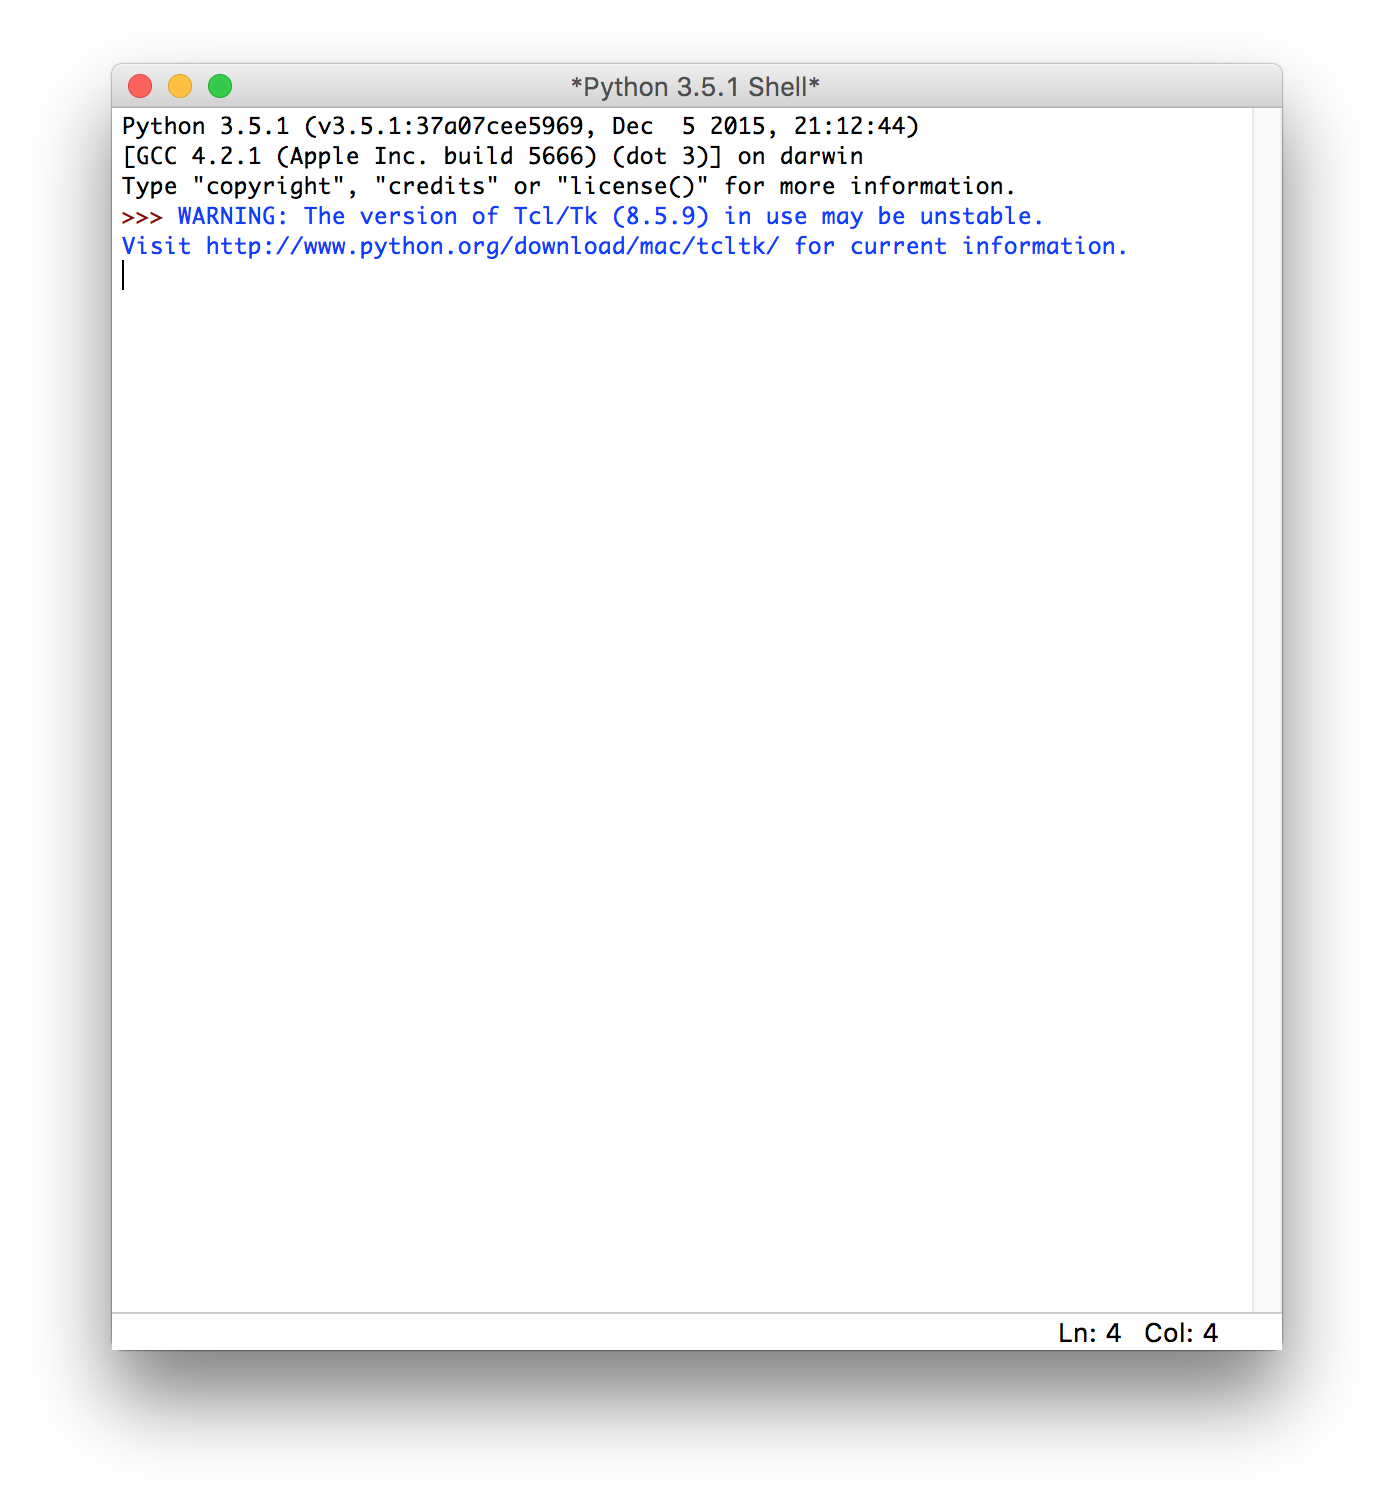 *Python 3.5.1 Shell*
Python 3.5.1 (v3.5.1:37a07cee5969, Dec  5 2015, 21:12:44)
[GCC 4.2.1 (Apple Inc. build 5666) (dot 3)] on darwin
Type "copyright", "credits" or "license()" for more information.
>>> WARNING: The version of Tcl/Tk (8.5.9) in use may be unstable.
Visit http://www.python.org/download/mac/tcltk/ for current information.
Ln: 4 Col: 4